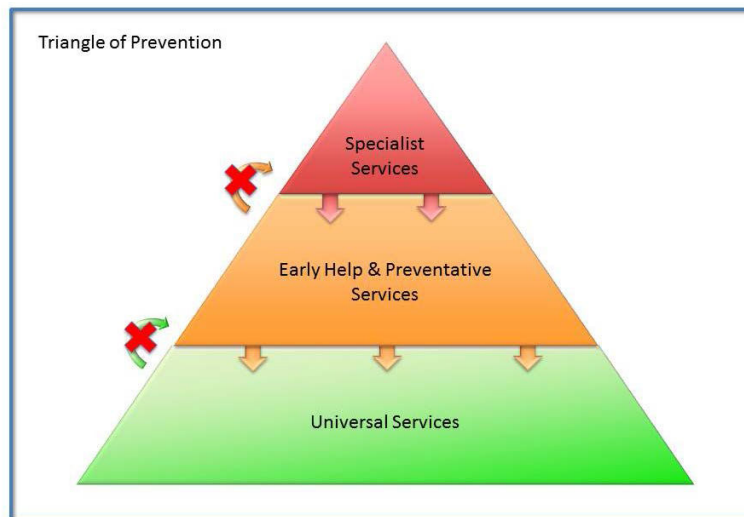 Triangle of Prevention
Specialist
Services
Early Help & Preventative
Services
Universal Services